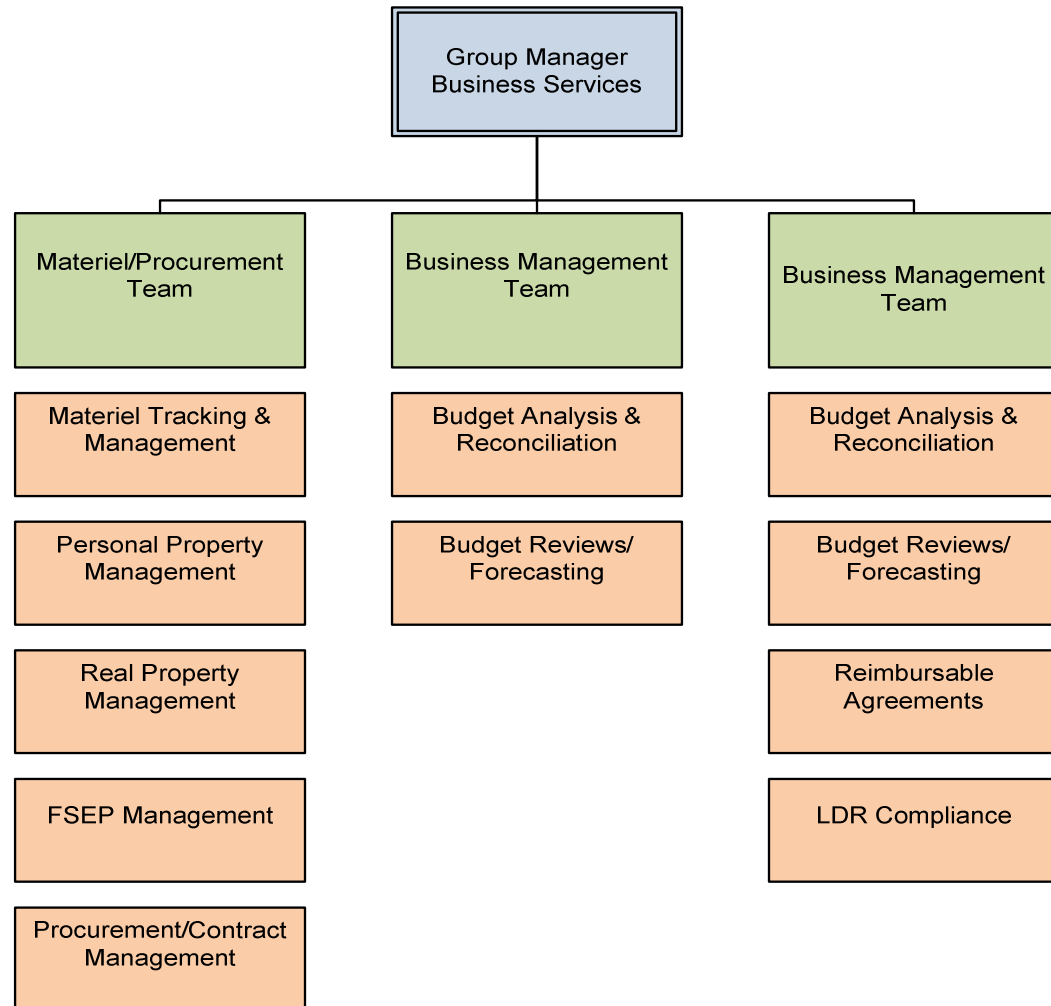 Group Manager
Business Services
Materiel/Procurement
Team
Materiel Tracking &
Management
Personal Property
Management
Real Property
Management
FSEP Management
Procurement/Contract
Management
Business Management
Team
Budget Analysis &
Reconciliation
Budget Reviews/
Forecasting
Business Management
Team
Budget Analysis &
Reconciliation
Budget Reviews/
Forecasting
Reimbursable
Agreements
LDR Compliance